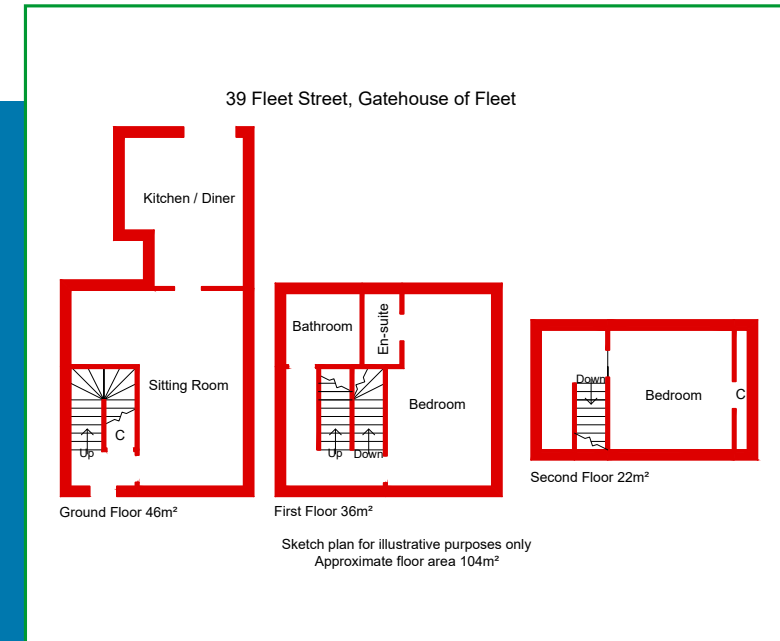 39 Fleet Street, Gatehouse of Fleet
Kitchen / Diner
Sitting Room
C
Up
Ground Floor 46m²
Bathroom
En-suite
Bedroom
Up
Down
First Floor 36m²
Down
Bedroom
C
Second Floor 22m²
Sketch plan for illustrative purposes only
Approximate floor area 104m²